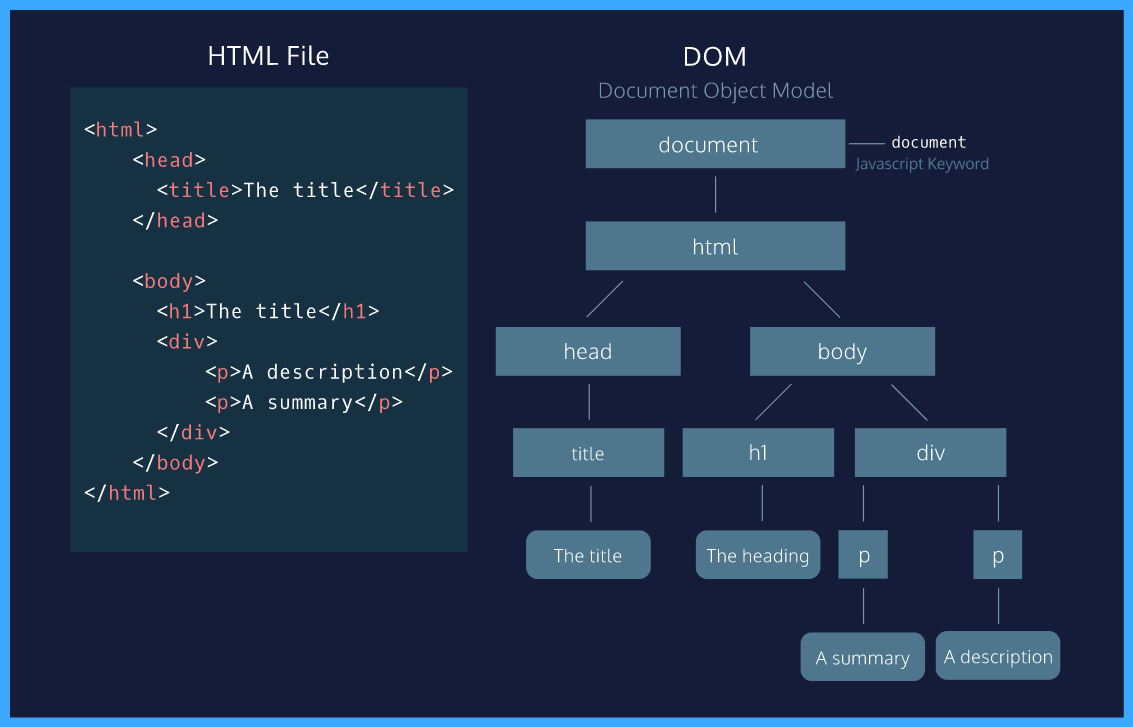 HTML File
<html>
<head>
<title>The title</title>
</head>
<body>
<h1>The title</h1>
<div>
<p>A description</p>
<p>A summary</p>
</div>
</body>
</html>
DOM
Document Object Model
document
document
Javascript Keyword
html
head
body
title
h1
div
The title
The heading
p
p
A summary
A description